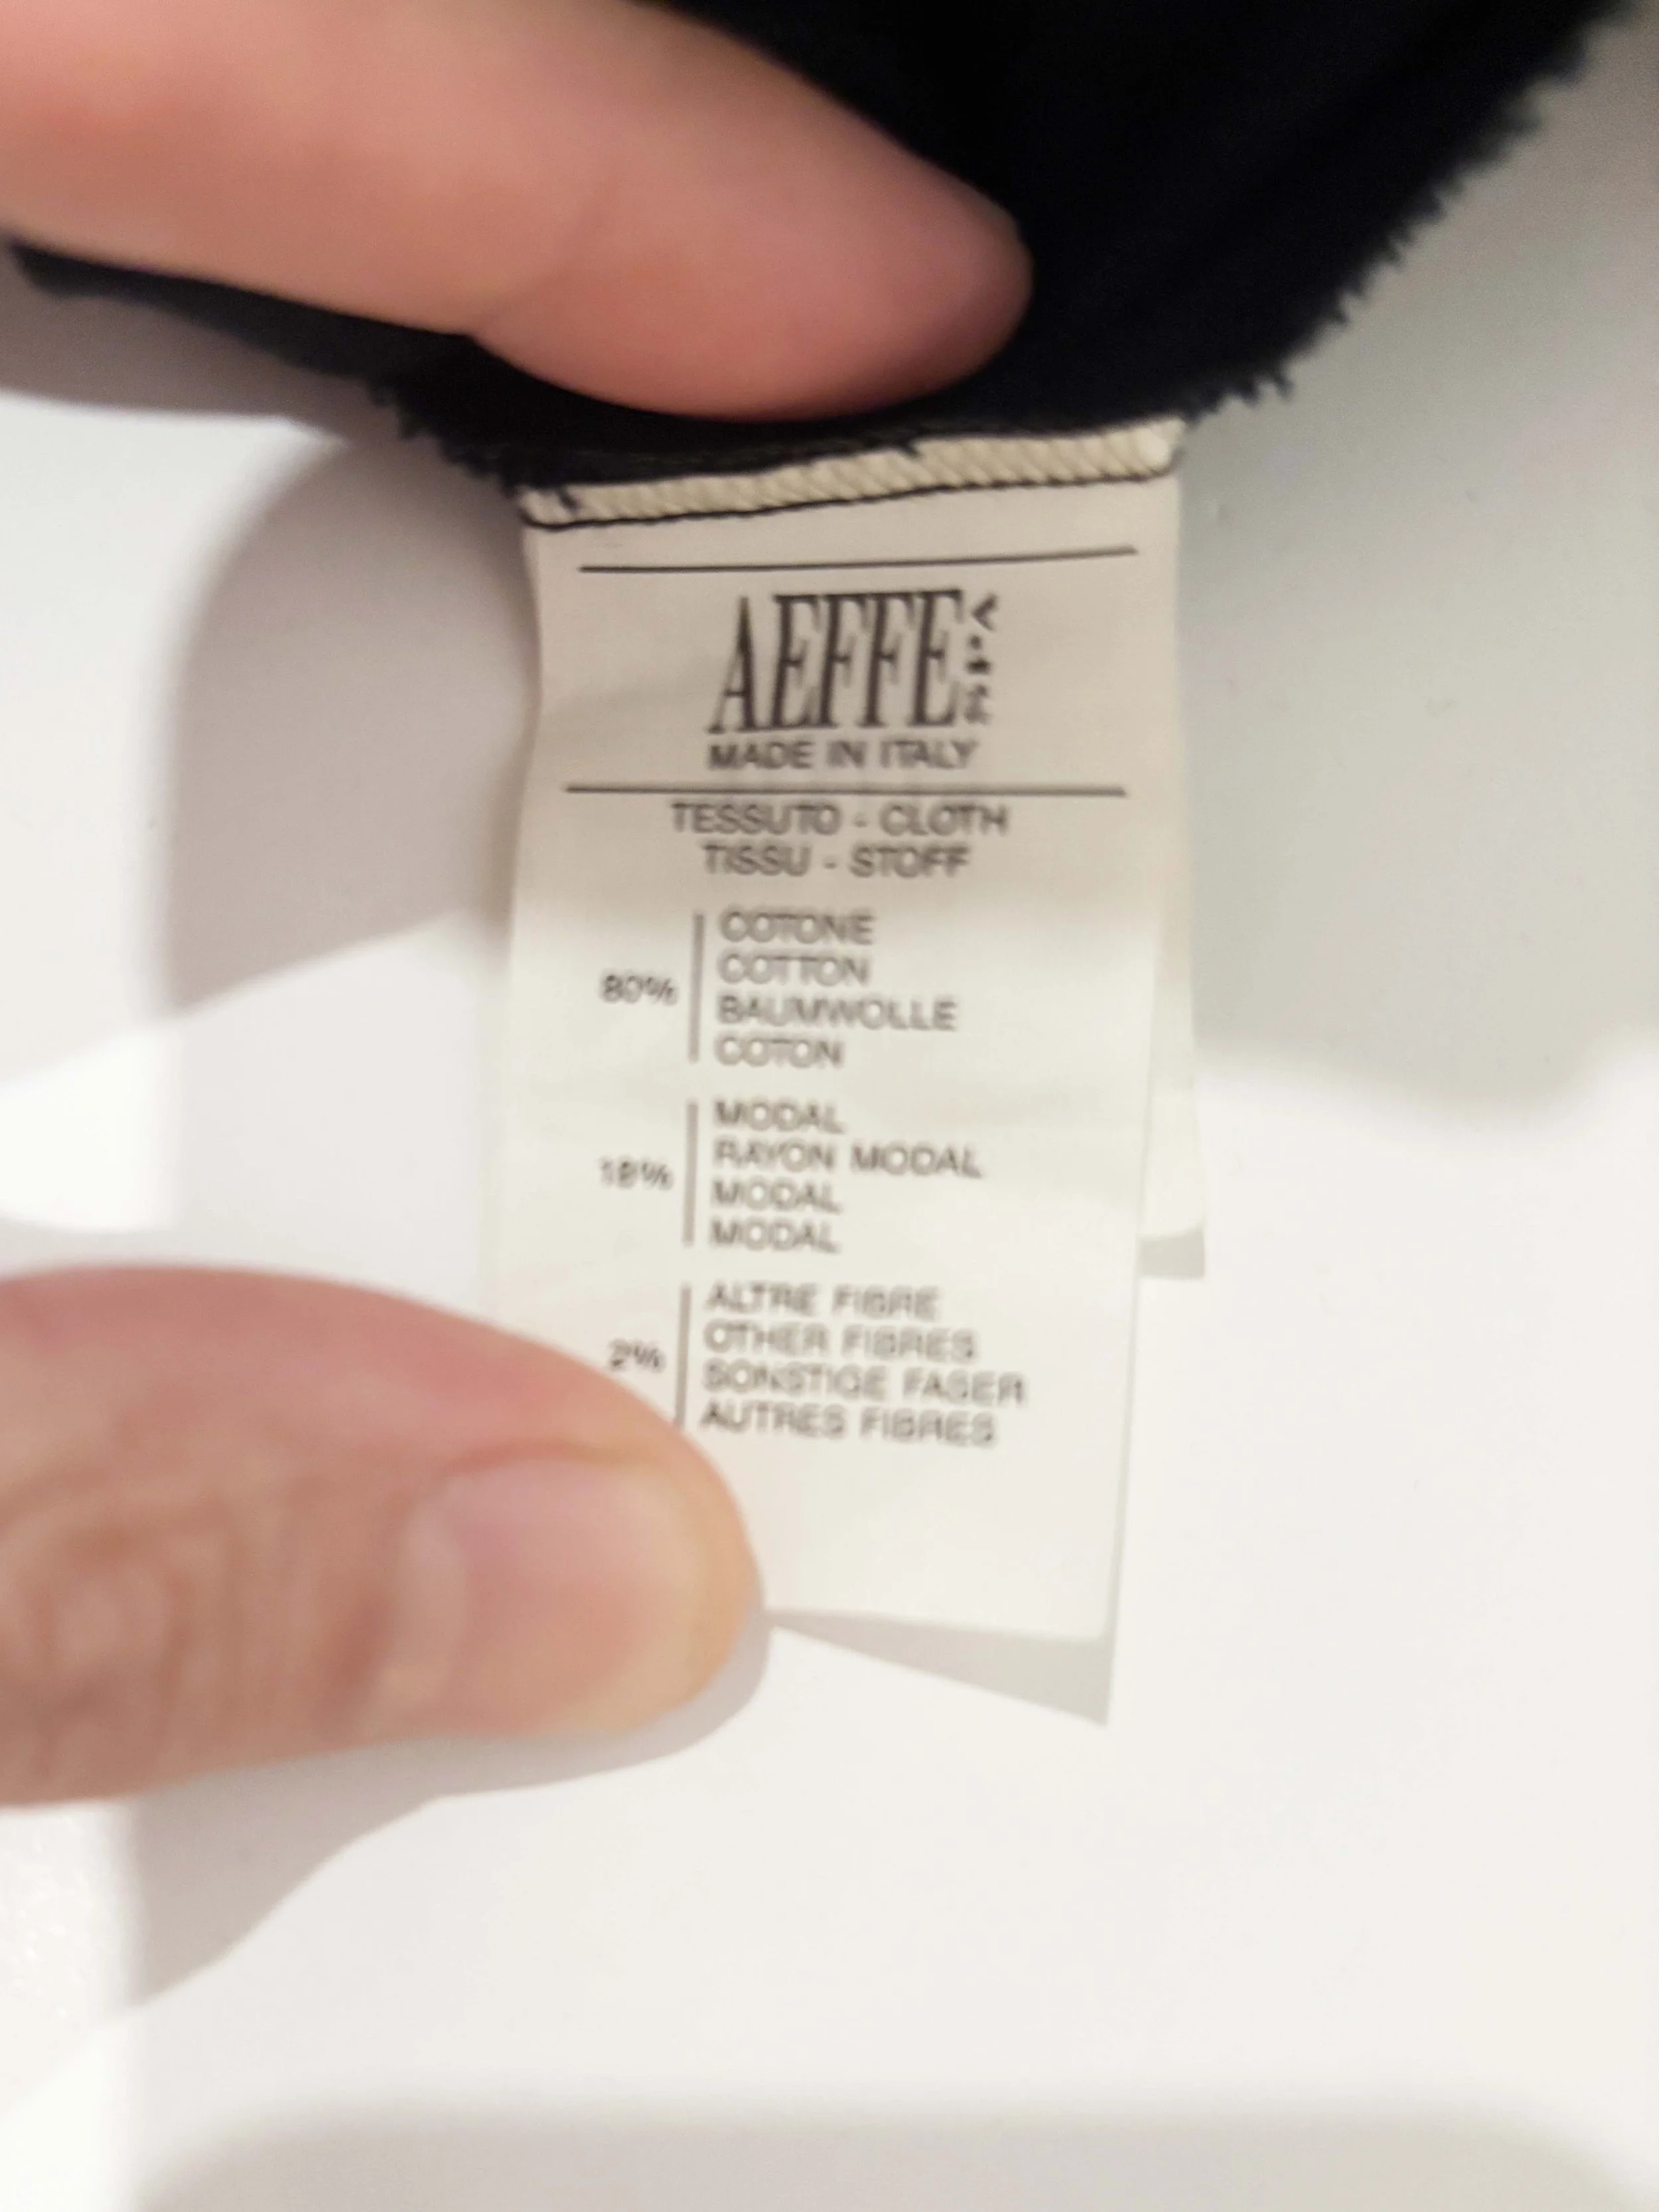 AEFFE
MADE IN ITALY
TESSUTO - CLOTH
TISSU - STOFF
80%
COTONE
COTTON
BAUMWOLLE
COTON
18%
MODAL
RAYON MODAL
MODAL
MODAL
2%
ALTRE FIBRE
OTHER FIBRES
SONSTIGE FASER
AUTRES FIBRES